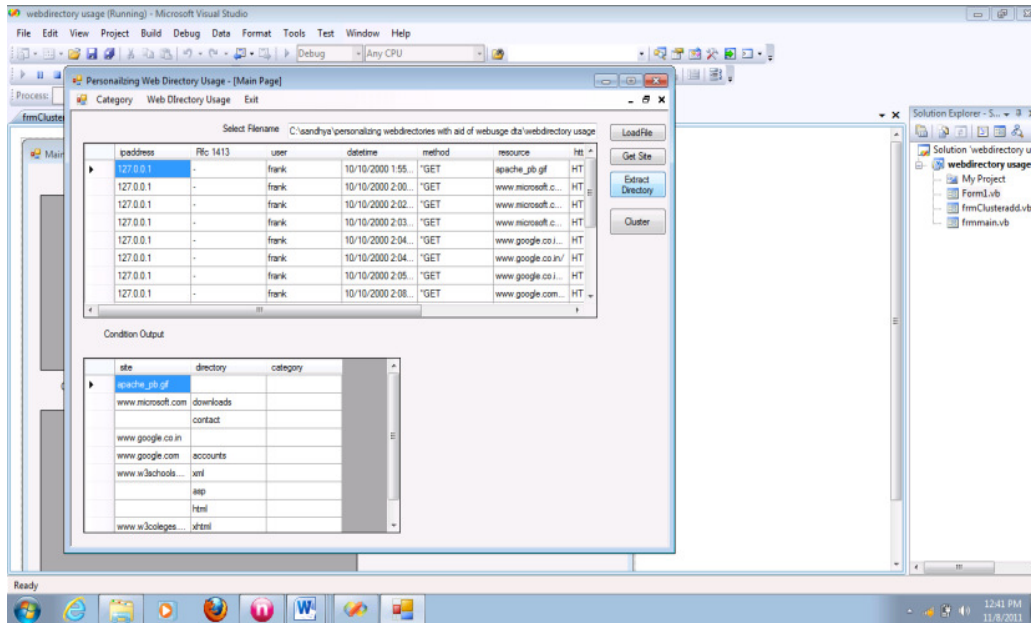 webdirectory usage (Running) - Microsoft Visual Studio
File Edit View Project Build Debug Data Format Tools Test Window Help
Debug Any CPU
Process:
frmCluste
Main
Personailzing Web Directory Usage - [Main Page]
Category Web DIrectory Usage Exit
Select Filename C:\sandhya\personalizing webdirectories with aid of webusge dta\webdirectory usage
LoadFile
Get Site
Extract Directory
Cluster
ipaddress Rfc 1413 user datetime method resource htt
127.0.0.1 - frank 10/10/2000 1:55... "GET apache_pb.gif HT
127.0.0.1 - frank 10/10/2000 2:00... "GET www.microsoft.c... HT
127.0.0.1 - frank 10/10/2000 2:02... "GET www.microsoft.c... HT
127.0.0.1 - frank 10/10/2000 2:03... "GET www.microsoft.c... HT
127.0.0.1 - frank 10/10/2000 2:04... "GET www.google.co.i... HT
127.0.0.1 - frank 10/10/2000 2:04... "GET www.google.co.in/ HT
127.0.0.1 - frank 10/10/2000 2:05... "GET www.google.co.i... HT
127.0.0.1 - frank 10/10/2000 2:08... "GET www.google.com... HT
Condition Output
site directory category
apache_pb.gif
www.microsoft.com downloads
contact
www.google.co.in
www.google.com accounts
www.w3schools.... xml
asp
html
www.w3coleges.... xhtml
Solution Explorer - S...
Solution 'webdirectory u
webdirectory usage
My Project
Form1.vb
frmClusteradd.vb
frmmain.vb
Ready
12:41 PM
11/8/2011